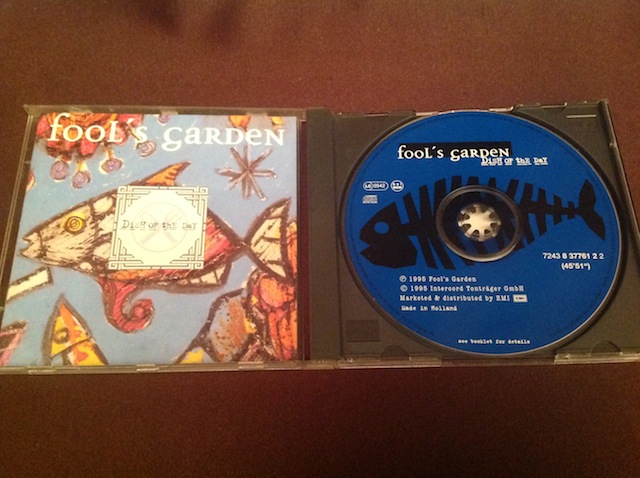 fool's garden
Dish of the Day
fool's garden
Dish of the Day
LC 0542
7243 8 37761 2 2
(45'51")
℗ 1995 Fool's Garden
© 1995 Intercord Tonträger GmbH
Marketed & distributed by EMI EMI
Made in Holland
see booklet for details